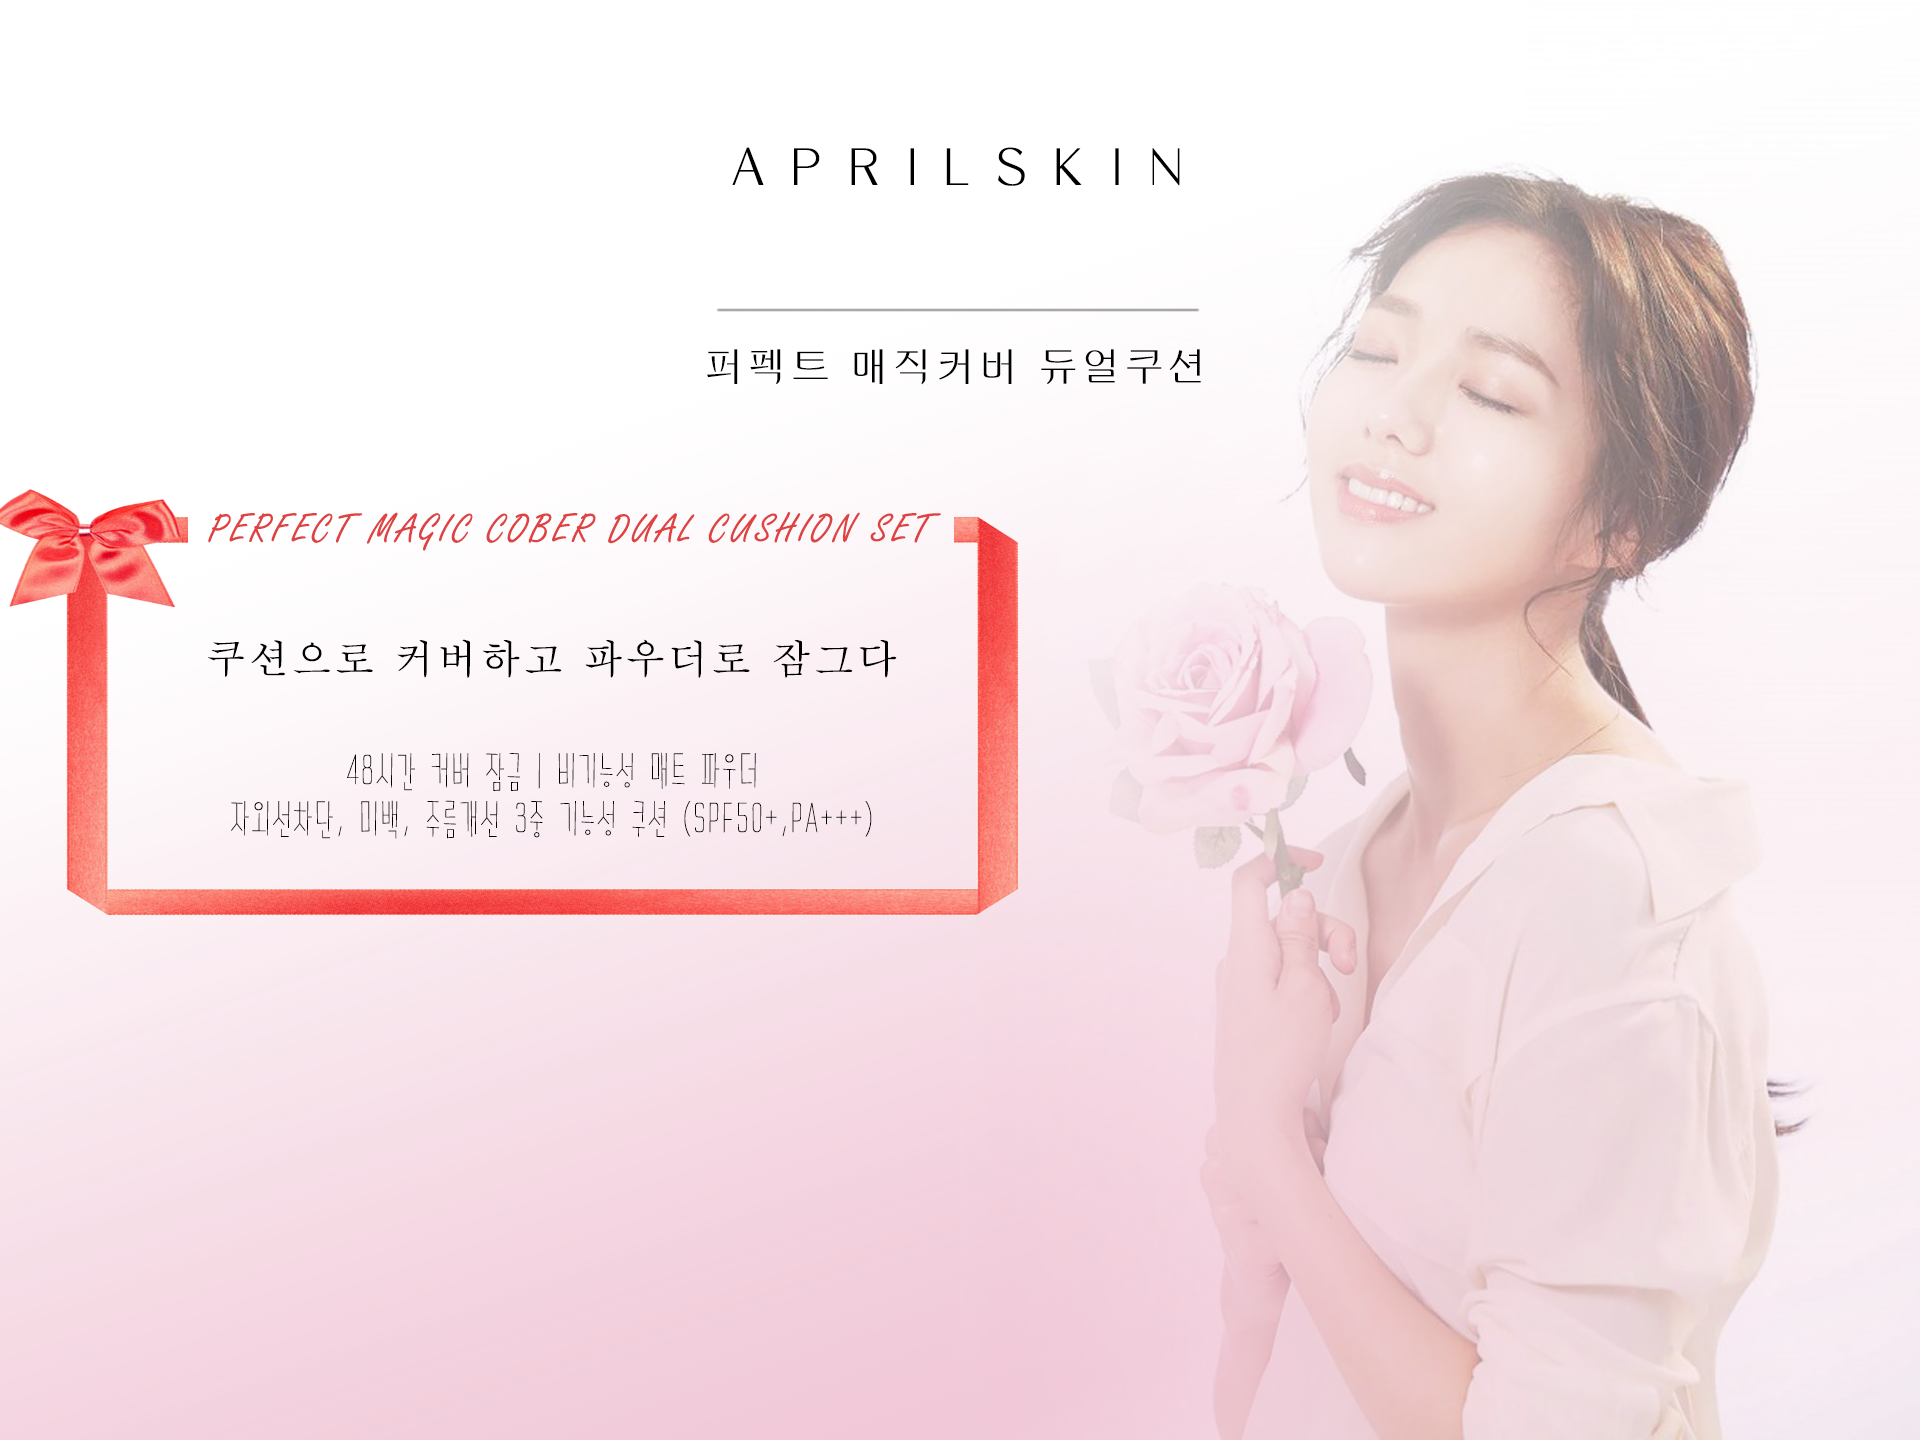 APRILSKIN
퍼펙트 매직커버 듀얼쿠션
PERFECT MAGIC COBER DUAL CUSHION SET
쿠션으로 커버하고 파우더로 잠그다
48시간 커버 잠금 | 비기능성 매트 파우더
자외선차단, 미백, 주름개선 3중 기능성 쿠션 (SPF50+,PA+++)